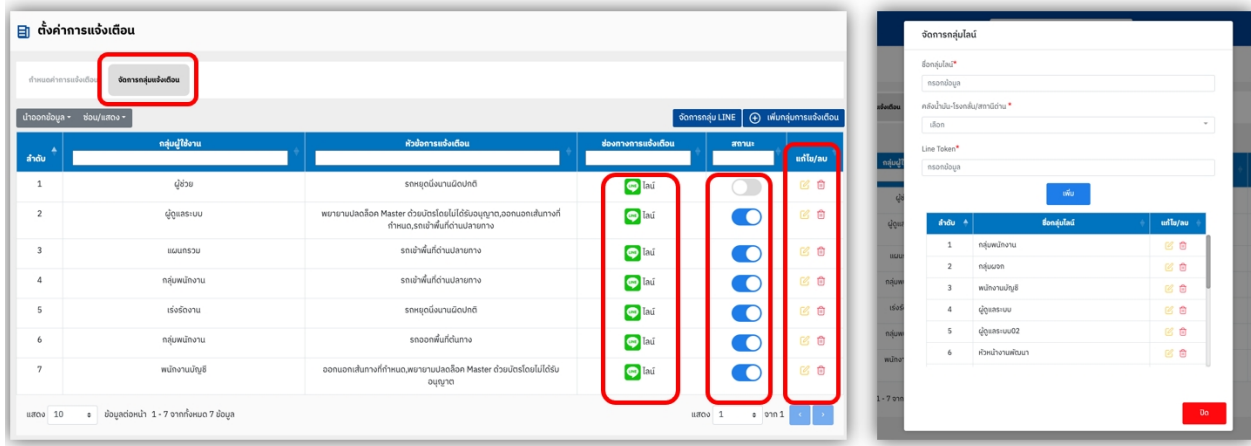 ตั้งค่าการแจ้งเตือน
กำหนดค่าการแจ้งเตือน จัดการกลุ่มแจ้งเตือน
นำออกข้อมูล ซ่อน/แสดง จัดการกลุ่ม LINE เพิ่มกลุ่มการแจ้งเตือน
ลำดับ กลุ่มผู้ใช้งาน หัวข้อการแจ้งเตือน ช่องทางการแจ้งเตือน สถานะ แก้ไข/ลบ
1 ผู้ช่วย รถหยุดนิ่งนานผิดปกติ ไลน์
2 ผู้ดูแลระบบ พยายามปลดล็อค Master ด้วยบัตรโดยไม่ได้รับอนุญาต,ออกนอกเส้นทางที่
กำหนด,รถเข้าพื้นที่ด่านปลายทาง ไลน์
3 แผนกรวม รถเข้าพื้นที่ด่านปลายทาง ไลน์
4 กลุ่มพนักงาน รถเข้าพื้นที่ด่านปลายทาง ไลน์
5 เร่งรัดงาน รถหยุดนิ่งนานผิดปกติ ไลน์
6 กลุ่มพนักงาน รถออกพื้นที่ต้นทาง ไลน์
7 พนักงานบัญชี ออกนอกเส้นทางที่กำหนด,พยายามปลดล็อค Master ด้วยบัตรโดยไม่ได้รับ
อนุญาต ไลน์
แสดง 10 ข้อมูลต่อหน้า 1 - 7 จากทั้งหมด 7 ข้อมูล แสดง 1 จาก 1
จัดการกลุ่มไลน์
ชื่อกลุ่มไลน์*
กรอกข้อมูล
คลังน้ำมัน-โรงกลั่น/สถานีด่าน *
เลือก
Line Token*
กรอกข้อมูล
เพิ่ม
ลำดับ ชื่อกลุ่มไลน์ แก้ไข/ลบ
1 กลุ่มพนักงาน
2 กลุ่มผจก
3 พนักงานบัญชี
4 ผู้ดูแลระบบ
5 ผู้ดูแลระบบ02
6 หัวหน้างานพัฒนา
ปิด